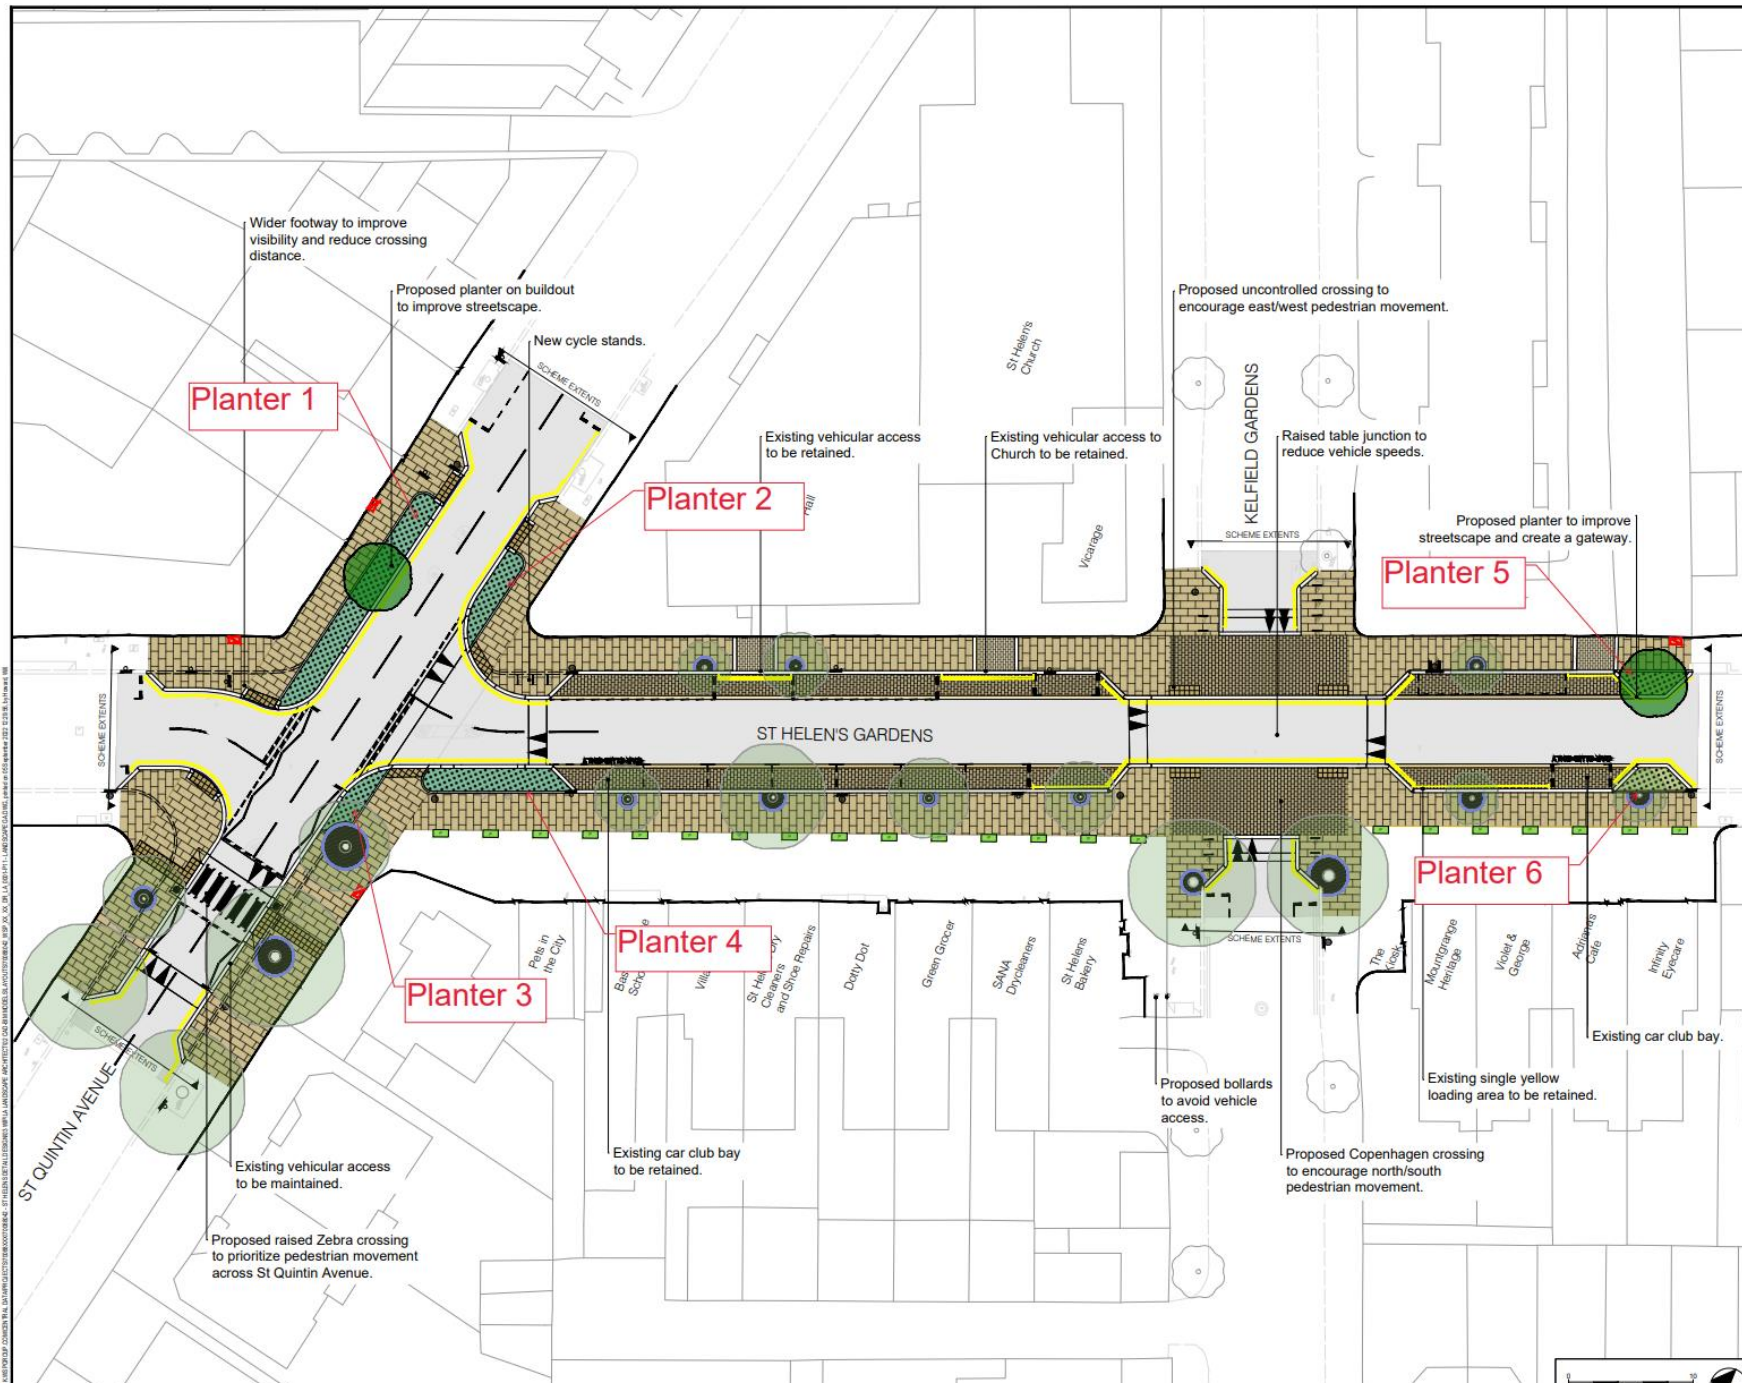 Wider footway to improve
visibility and reduce crossing
distance.
Proposed planter on buildout
to improve streetscape.
New cycle stands.
SCHEME EXTENTS
Planter 1
Planter 2
Existing vehicular access
to be retained.
Hall
Existing vehicular access to
Church to be retained.
St Helen's
Church
Vicarage
Proposed uncontrolled crossing to
encourage east/west pedestrian movement.
KELFIELD GARDENS
Raised table junction to
reduce vehicle speeds.
SCHEME EXTENTS
Proposed planter to improve
streetscape and create a gateway.
Planter 5
SCHEME EXTENTS
ST HELEN'S GARDENS
SCHEME EXTENTS
Planter 6
Planter 4
Planter 3
SCHEME EXTENTS
SCHEME EXTENTS
Pets in
the City
St
Cleaners
and Shoe Repairs
Dotty Dot
Green Grocer
SANA
Drycleaners
St Helens
Bakery
The
Kiosk
Mountgrange
Heritage
Violet &
George
Adriana's
Cafe
Infinity
Eyecare
Existing car club bay.
Existing single yellow
loading area to be retained.
Proposed bollards
to avoid vehicle
access.
Proposed Copenhagen crossing
to encourage north/south
pedestrian movement.
Existing car club bay
to be retained.
ST QUINTIN AVENUE
Existing vehicular access
to be maintained.
Proposed raised Zebra crossing
to prioritize pedestrian movement
across St Quintin Avenue.
0
10